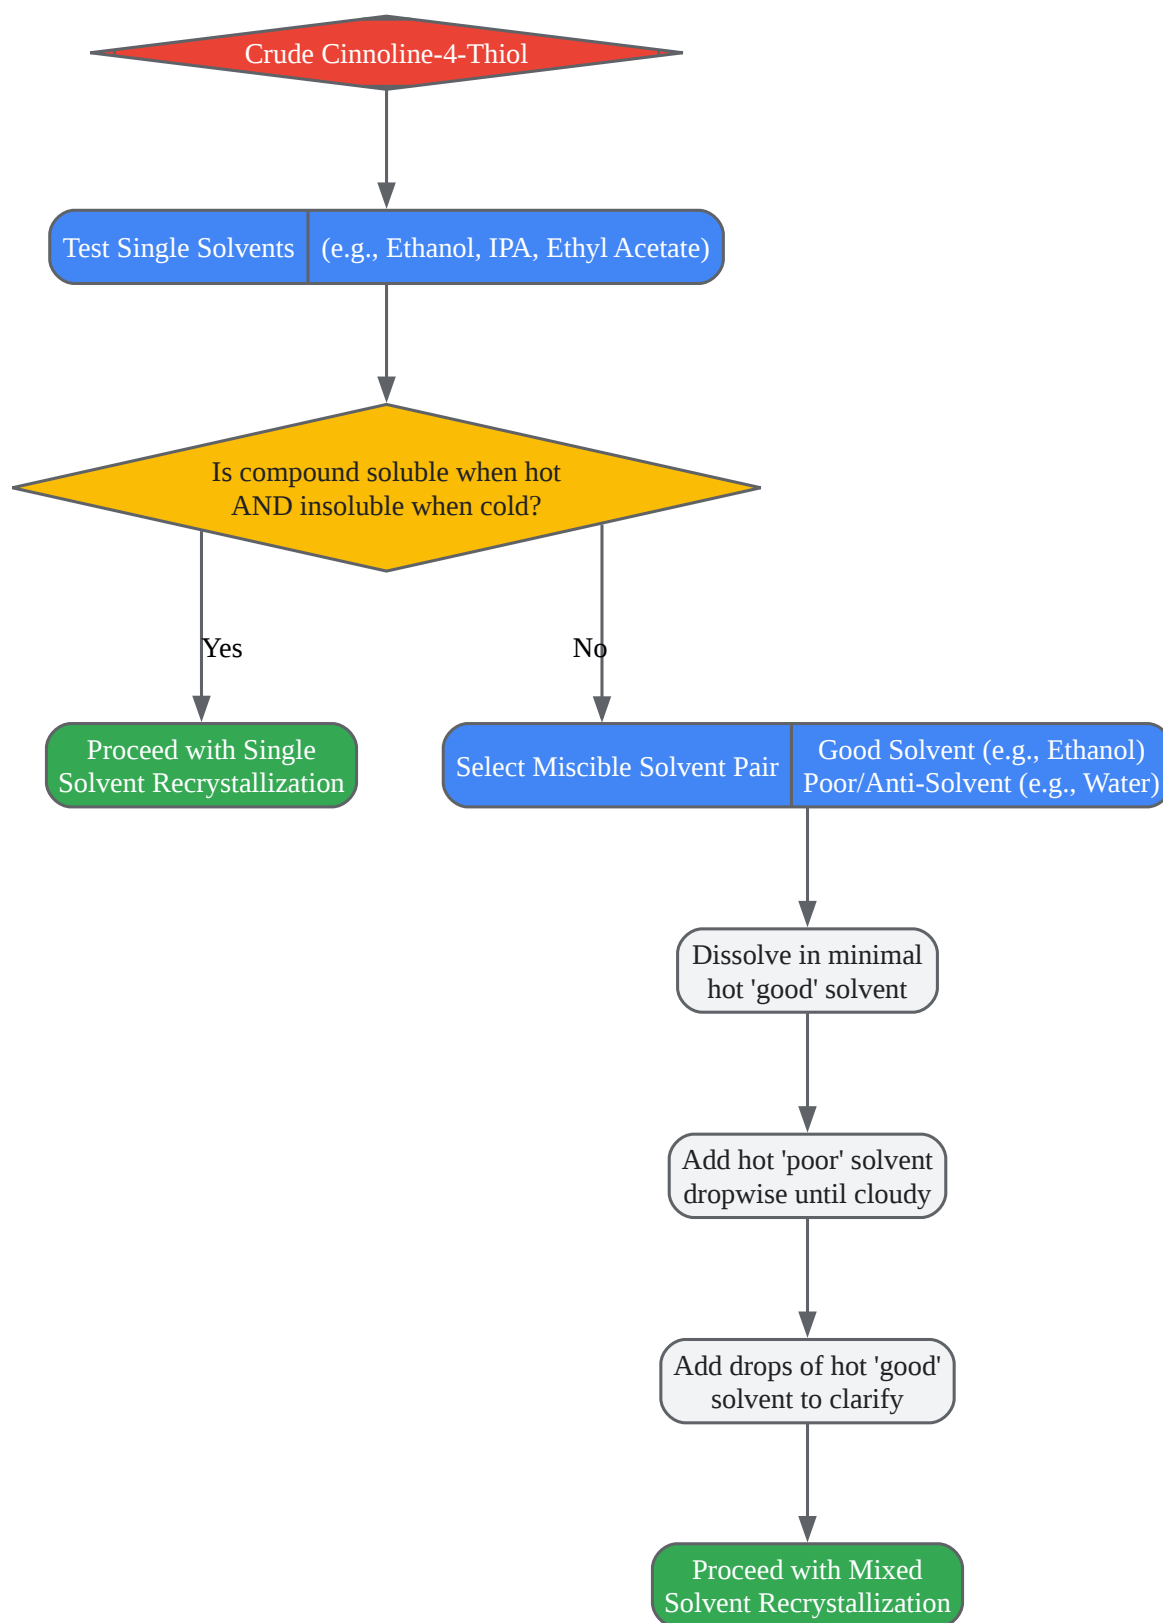 Crude Cinnoline-4-Thiol
Test Single Solvents
(e.g., Ethanol, IPA, Ethyl Acetate)
Is compound soluble when hot
AND insoluble when cold?
Yes
No
Proceed with Single
Solvent Recrystallization
Select Miscible Solvent Pair
Good Solvent (e.g., Ethanol)
Poor/Anti-Solvent (e.g., Water)
Dissolve in minimal
hot 'good' solvent
Add hot 'poor' solvent
dropwise until cloudy
Add drops of hot 'good'
solvent to clarify
Proceed with Mixed
Solvent Recrystallization